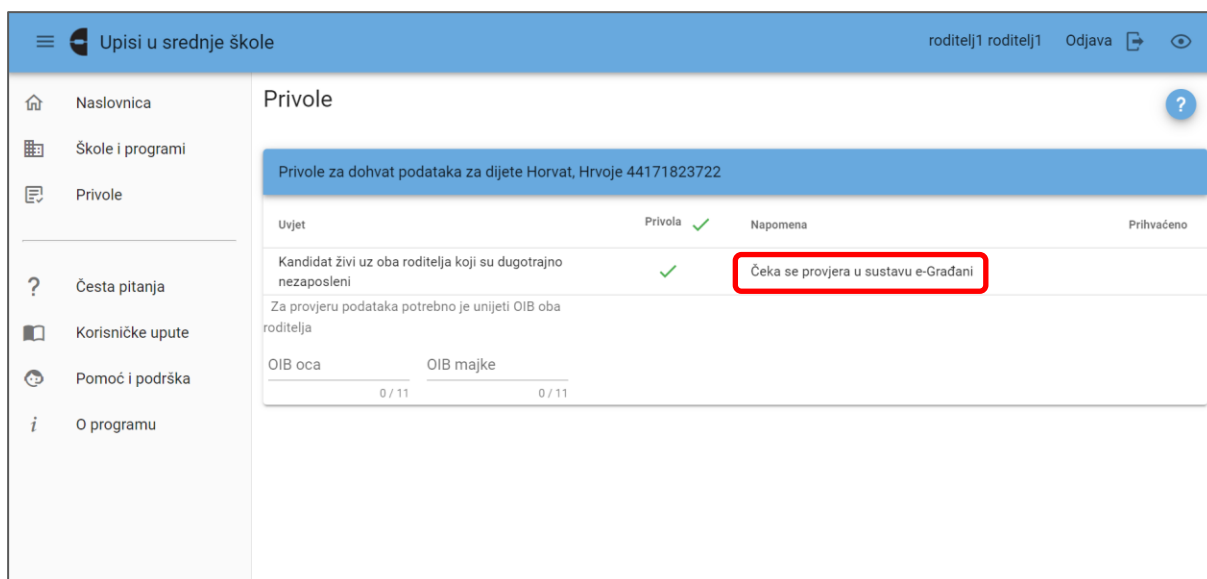 Upisi u srednje škole
roditelj1 roditelj1
Odjava
Naslovnica
Škole i programi
Privole
Česta pitanja
Korisničke upute
Pomoć i podrška
i
O programu
Privole
?
Privole za dohvat podataka za dijete Horvat, Hrvoje 44171823722
Uvjet
Privola
Napomena
Prihvaćeno
Kandidat živi uz oba roditelja koji su dugotrajno
nezaposleni
Čeka se provjera u sustavu e-Građani
Za provjeru podataka potrebno je unijeti OIB oba
roditelja
OIB oca
OIB majke
0 / 11
0 / 11